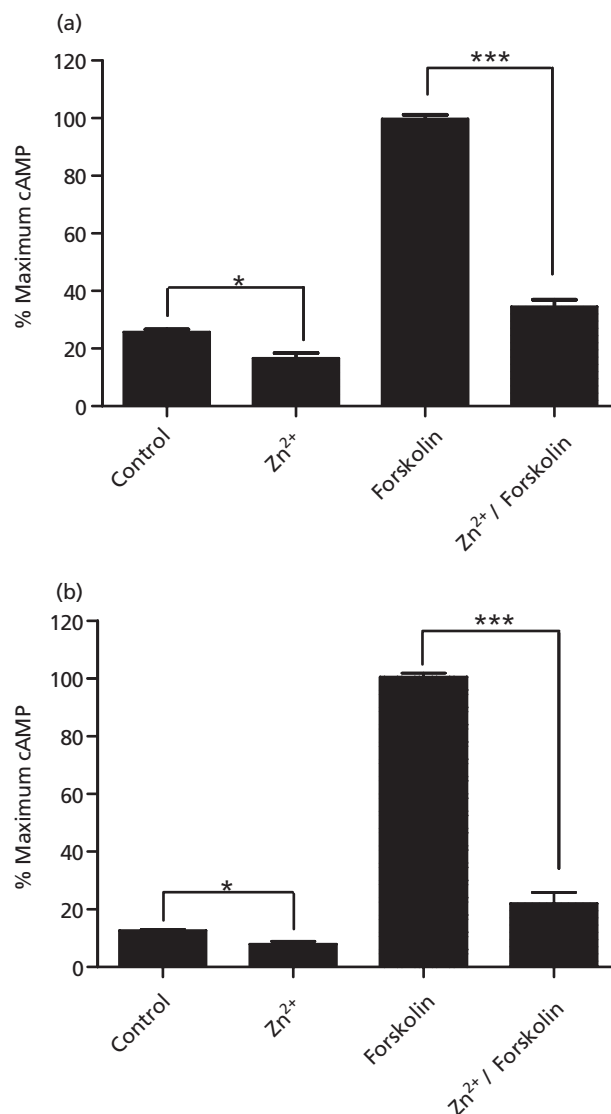 (a)
***
120
100
80
60
40
20
0
% Maximum cAMP
*
Control
Zn²⁺
Forskolin
Zn²⁺ / Forskolin
(b)
***
120
100
80
60
40
20
0
% Maximum cAMP
*
Control
Zn²⁺
Forskolin
Zn²⁺ / Forskolin